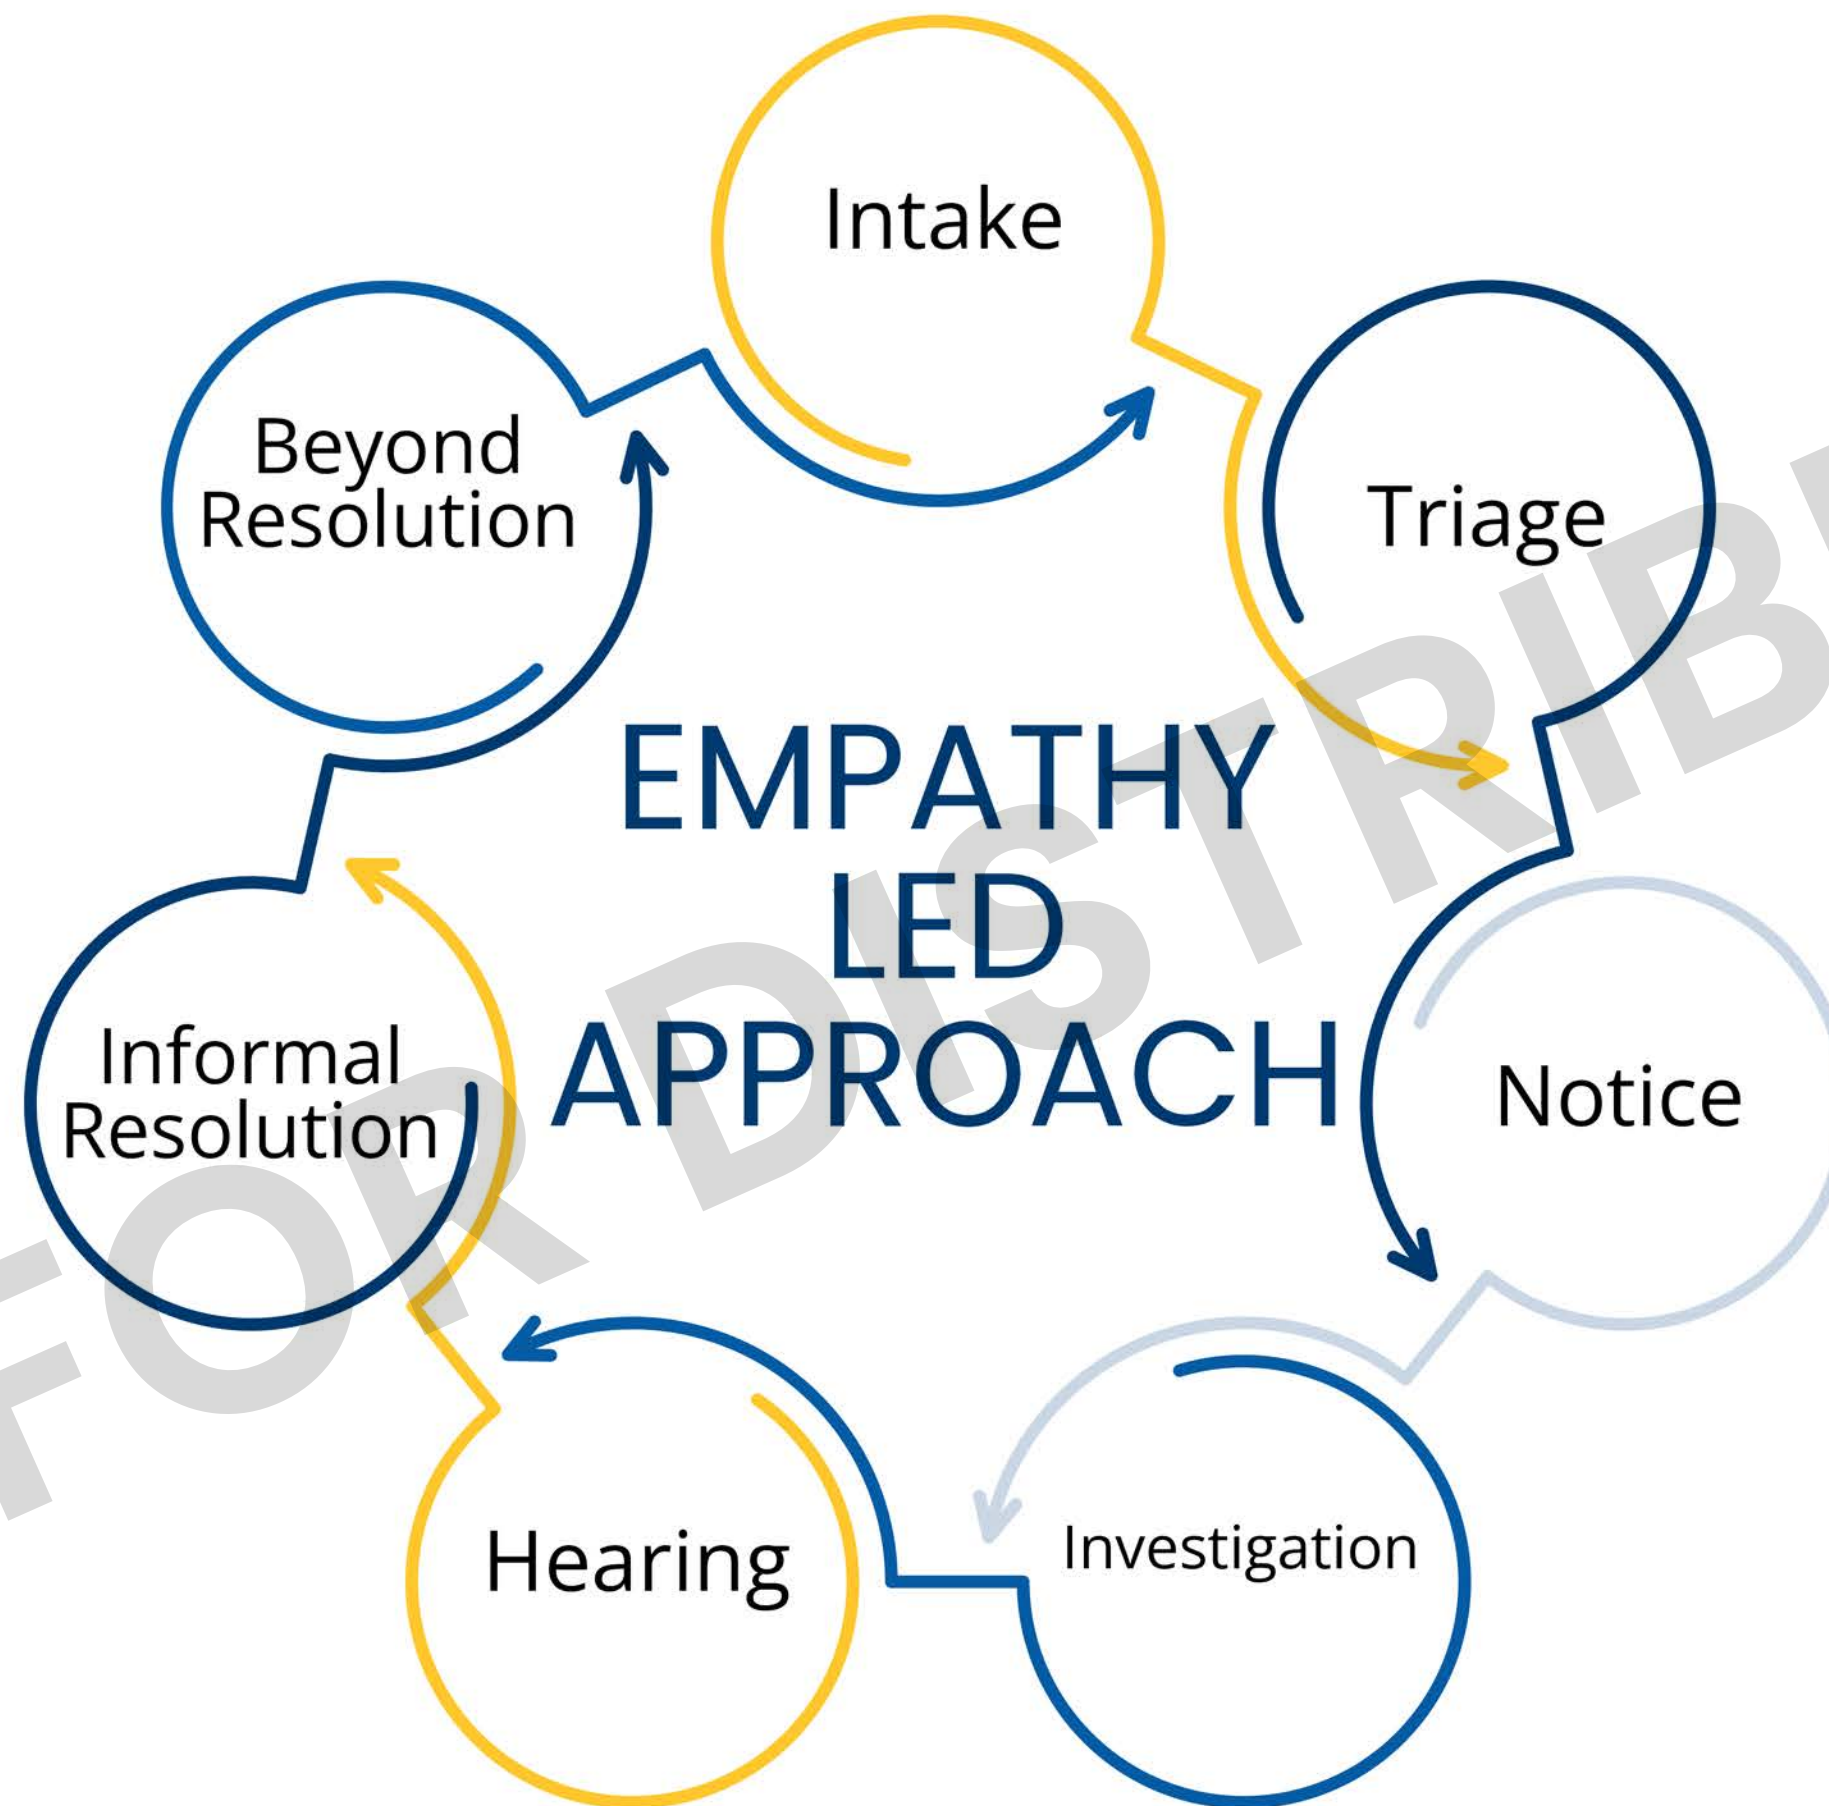 Intake
Triage
Notice
Investigation
Hearing
Informal
Resolution
Beyond
Resolution
EMPATHY
LED
APPROACH
FOR DISTRIB